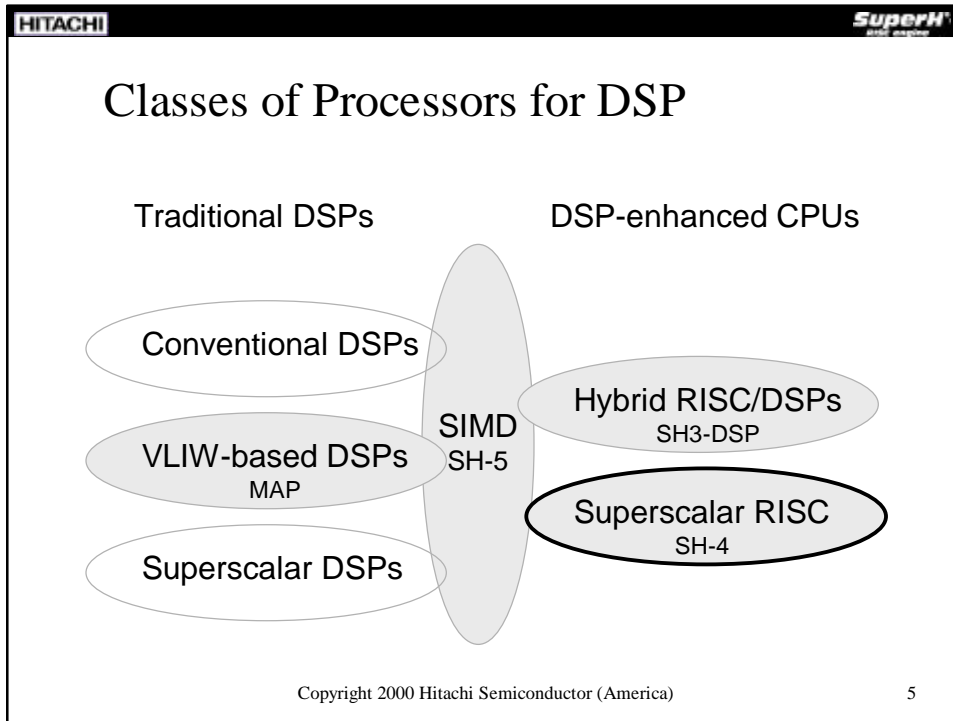 HITACHI
SuperH
RISC engine
Classes of Processors for DSP
Traditional DSPs
DSP-enhanced CPUs
Conventional DSPs
VLIW-based DSPs
MAP
Superscalar DSPs
SIMD
SH-5
Hybrid RISC/DSPs
SH3-DSP
Superscalar RISC
SH-4
Copyright 2000 Hitachi Semiconductor (America)
5